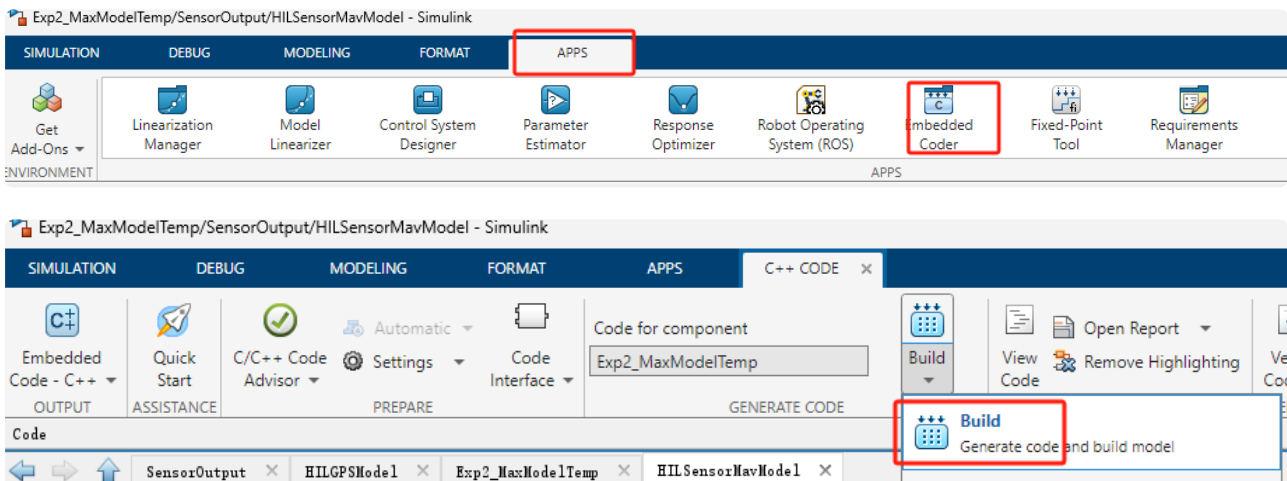 Exp2_MaxModelTemp/SensorOutput/HILSensorMavModel - Simulink
SIMULATION DEBUG MODELING FORMAT APPS
Get Add-Ons
Linearization Manager
Model Linearizer
Control System Designer
Parameter Estimator
Response Optimizer
Robot Operating System (ROS)
Embedded Coder
Fixed-Point Tool
Requirements Manager
ENVIRONMENT APPS
Exp2_MaxModelTemp/SensorOutput/HILSensorMavModel - Simulink
SIMULATION DEBUG MODELING FORMAT APPS C++ CODE
Embedded Code - C++
Quick Start
C/C++ Code Advisor
Automatic
Settings
Code Interface
Code for component
Exp2_MaxModelTemp
Build
View Code
Open Report
Remove Highlighting
OUTPUT ASSISTANCE PREPARE GENERATE CODE
Build
Generate code and build model
Code
SensorOutput HILGPSModel Exp2_MaxModelTemp HILSensorMavModel